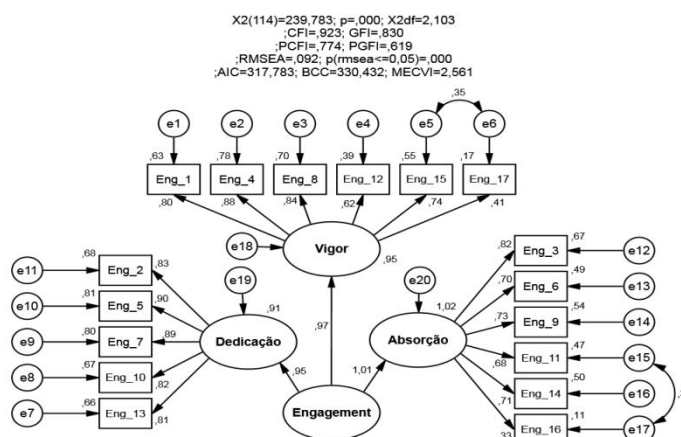 X2(114)=239,783; p=,000; X2df=2,103
;CFI=,923; GFI=,830
;PCFI=,774; PGFI=,619
;RMSEA=,092; p(rmsea<=0,05)=,000
;AIC=317,783; BCC=330,432; MECVI=2,561
,35
e1 e2 e3 e4 e5 e6
,63 ,78 ,70 ,39 ,55 ,17
Eng_1 Eng_4 Eng_8 Eng_12 Eng_15 Eng_17
,80 ,88 ,84 ,62 ,74 ,41
e18 Vigor ,95
e11 ,68 Eng_2 ,83
e10 ,81 Eng_5 ,90
e9 ,80 Eng_7 ,89
e8 ,67 Eng_10 ,82
e7 ,66 Eng_13 ,81
e19 ,91
Dedicação
,95
,97
e20 1,02
Absorção
1,01
Engagement
,82 Eng_3 ,67 e12
,70 Eng_6 ,49 e13
,73 Eng_9 ,54 e14
,68 Eng_11 ,47 e15
,71 Eng_14 ,50 e16
,33 Eng_16 ,11 e17